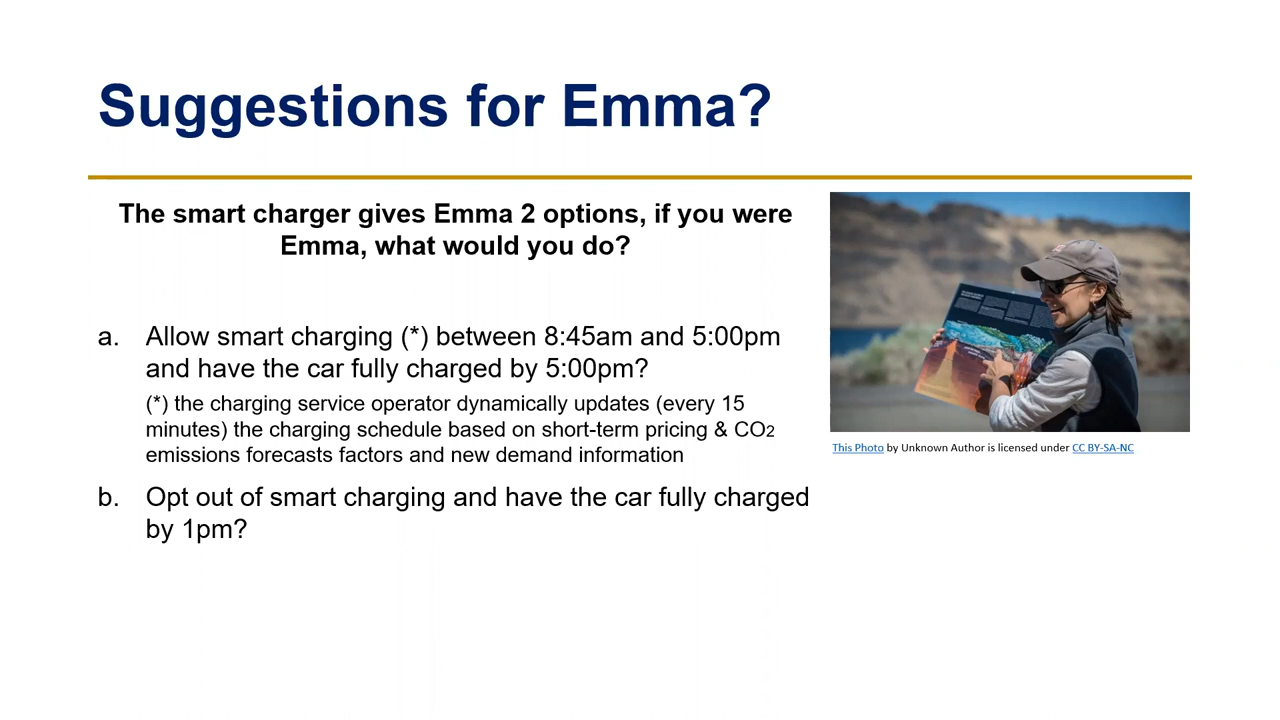 Suggestions for Emma?
The smart charger gives Emma 2 options, if you were
Emma, what would you do?
a. Allow smart charging (*) between 8:45am and 5:00pm
and have the car fully charged by 5:00pm?
(*) the charging service operator dynamically updates (every 15
minutes) the charging schedule based on short-term pricing & CO2
emissions forecasts factors and new demand information
b. Opt out of smart charging and have the car fully charged
by 1pm?
This Photo by Unknown Author is licensed under CC BY-SA-NC